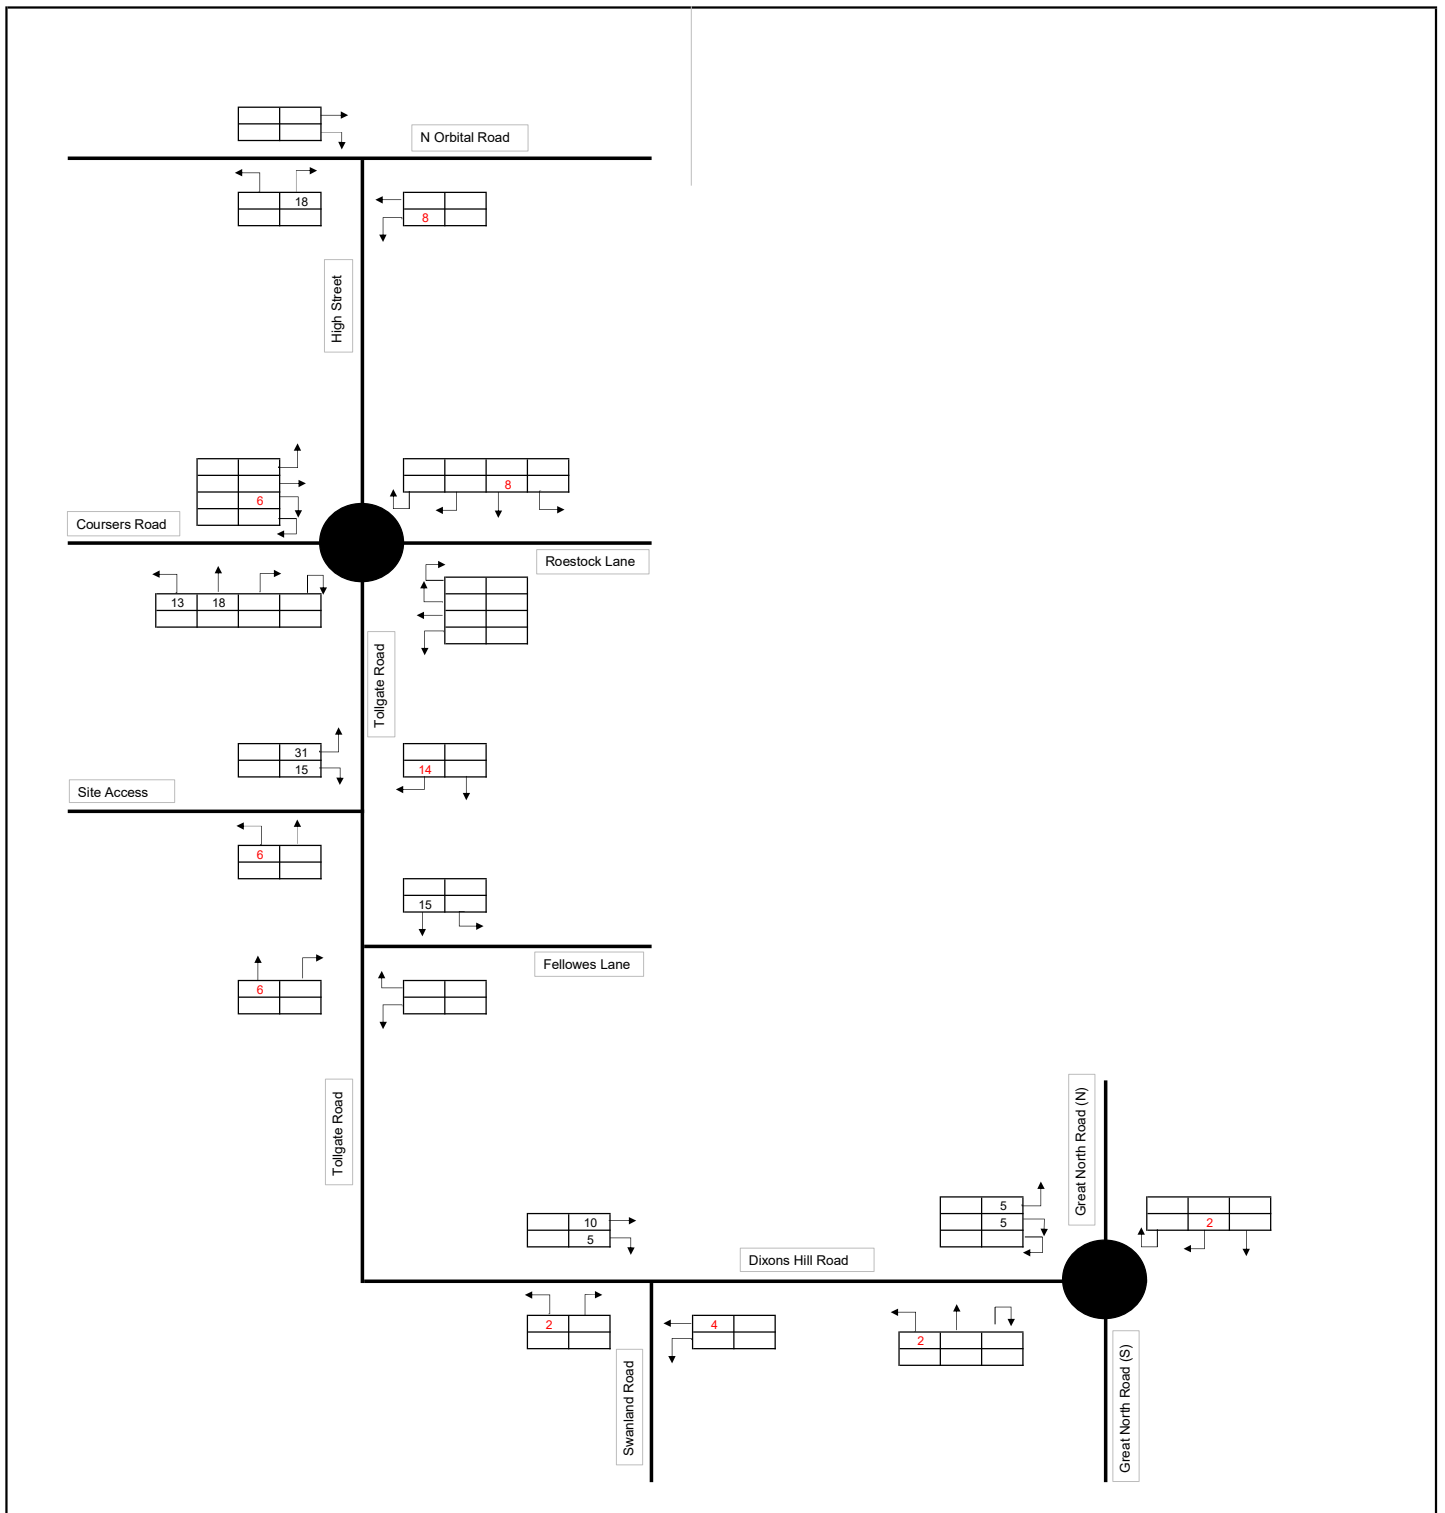 N Orbital Road
18
8
High Street
6
8
Coursers Road
Roestock Lane
13 18
Tollgate Road
31
15
14
Site Access
6
15
Fellowes Lane
6
Tollgate Road
Great North Road (N)
5
5
2
10
5
Dixons Hill Road
2
4
2
Swanland Road
Great North Road (S)